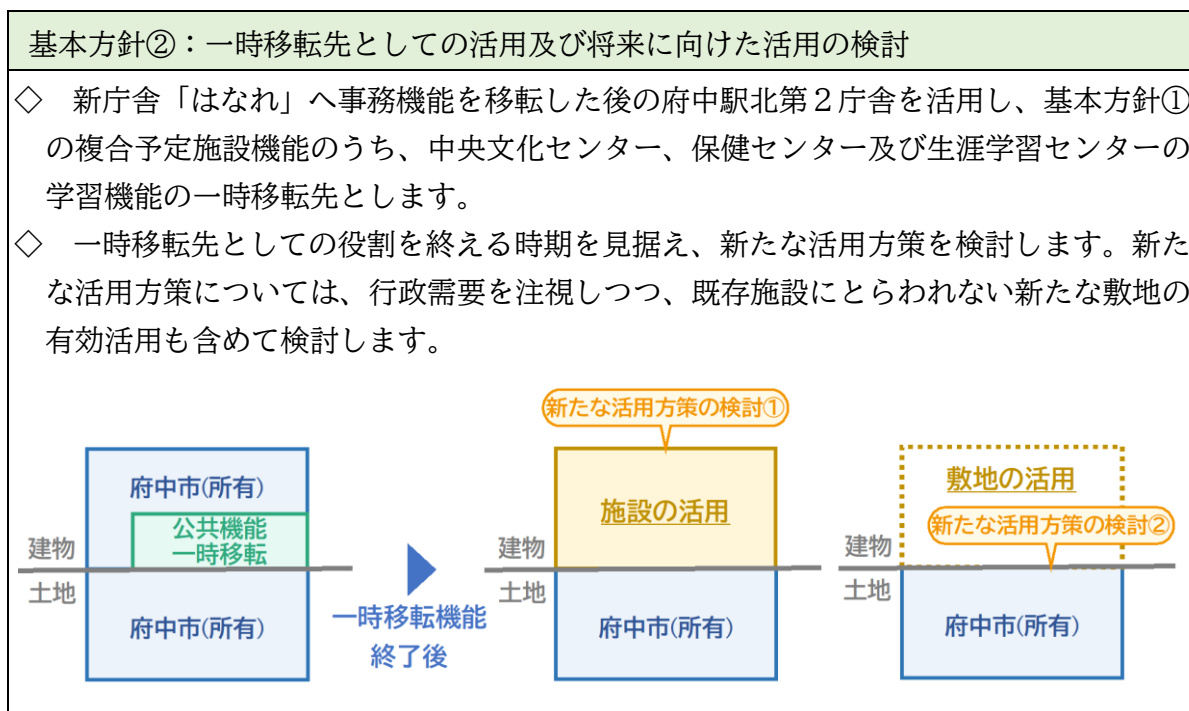 基本方針②：一時移転先としての活用及び将来に向けた活用の検討
◇　新庁舎「はなれ」へ事務機能を移転した後の府中駅北第２庁舎を活用し、基本方針①
の複合予定施設機能のうち、中央文化センター、保健センター及び生涯学習センターの
学習機能の一時移転先とします。
◇　一時移転先としての役割を終える時期を見据え、新たな活用方策を検討します。新た
な活用方策については、行政需要を注視しつつ、既存施設にとらわれない新たな敷地の
有効活用も含めて検討します。
府中市(所有)
公共機能
一時移転
建物
土地
府中市(所有)
一時移転機能
終了後
新たな活用方策の検討①
施設の活用
建物
土地
府中市(所有)
敷地の活用
新たな活用方策の検討②
建物
土地
府中市(所有)